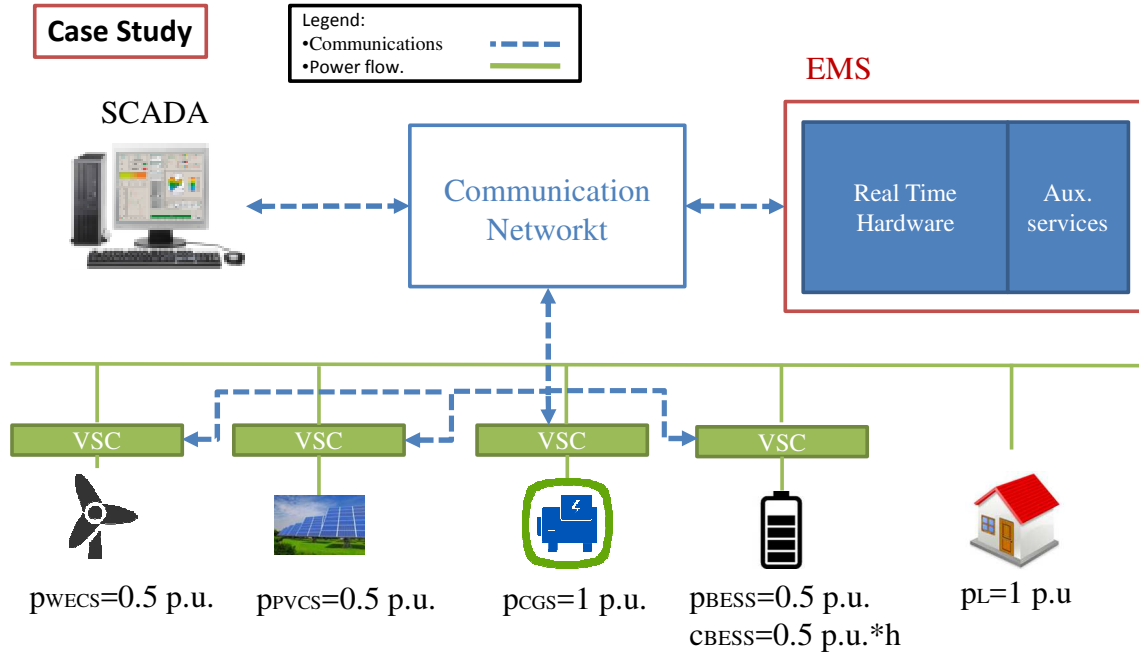 Case Study
Legend:
•Communications
•Power flow.
EMS
SCADA
Communication
Networkt
Real Time
Hardware
Aux.
services
VSC
VSC
VSC
VSC
pWECS=0.5 p.u.
pPVCS=0.5 p.u.
pCGS=1 p.u.
pBESS=0.5 p.u.
cBESS=0.5 p.u.*h
pL=1 p.u